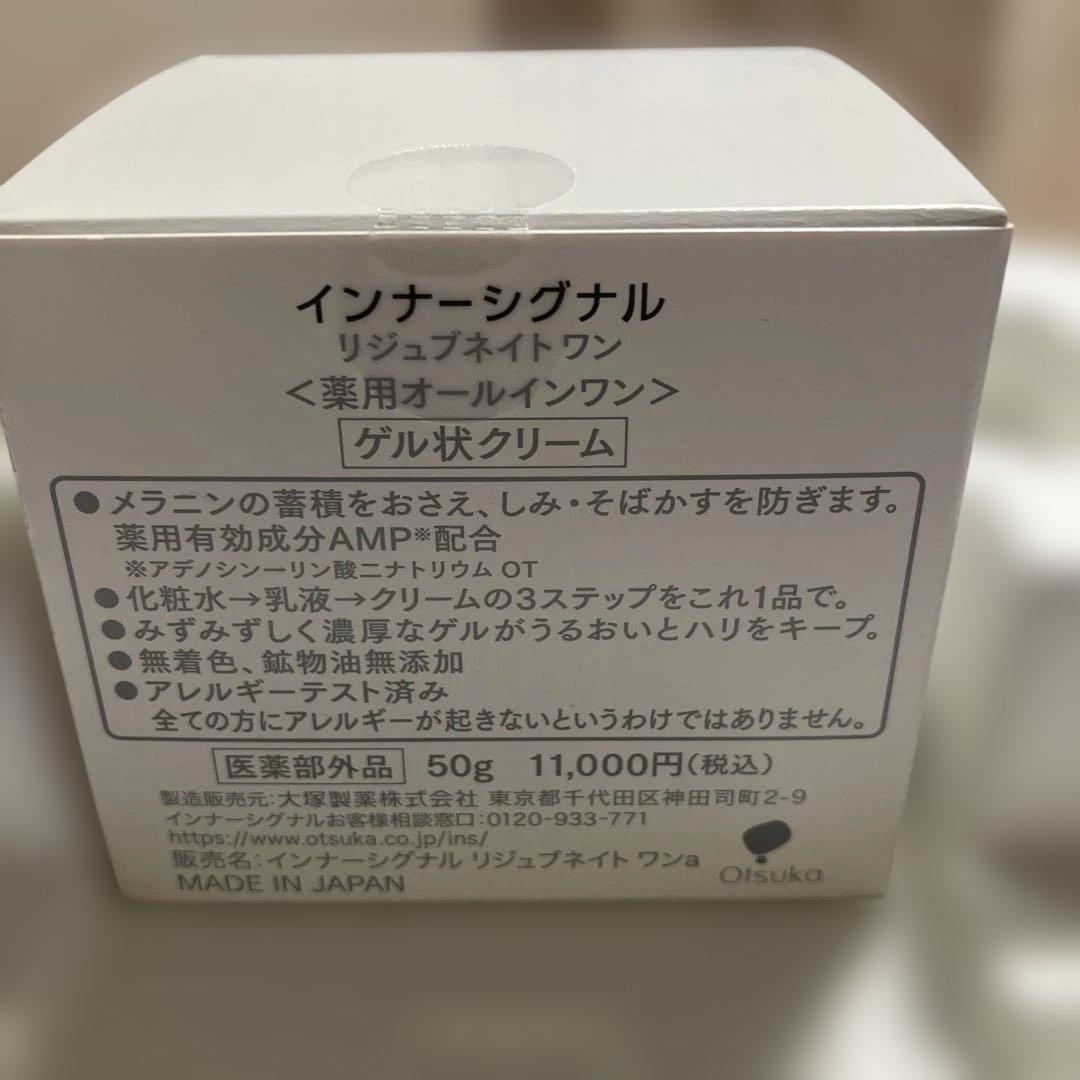 インナーシグナル
リジュブネイト ワン
＜薬用オールインワン＞
ゲル状クリーム
●メラニンの蓄積をおさえ、しみ・そばかすを防ぎます。
薬用有効成分AMP※配合
※アデノシン一リン酸二ナトリウム OT
●化粧水→乳液→クリームの3ステップをこれ1品で。
●みずみずしく濃厚なゲルがうるおいとハリをキープ。
●無着色、鉱物油無添加
●アレルギーテスト済み
全ての方にアレルギーが起きないというわけではありません。
医薬部外品 50g 11,000円(税込)
製造販売元:大塚製薬株式会社 東京都千代田区神田司町2-9
インナーシグナルお客様相談窓口:0120-933-771
https://www.otsuka.co.jp/ins/
販売名:インナーシグナル リジュブネイト ワンa
MADE IN JAPAN
Otsuka